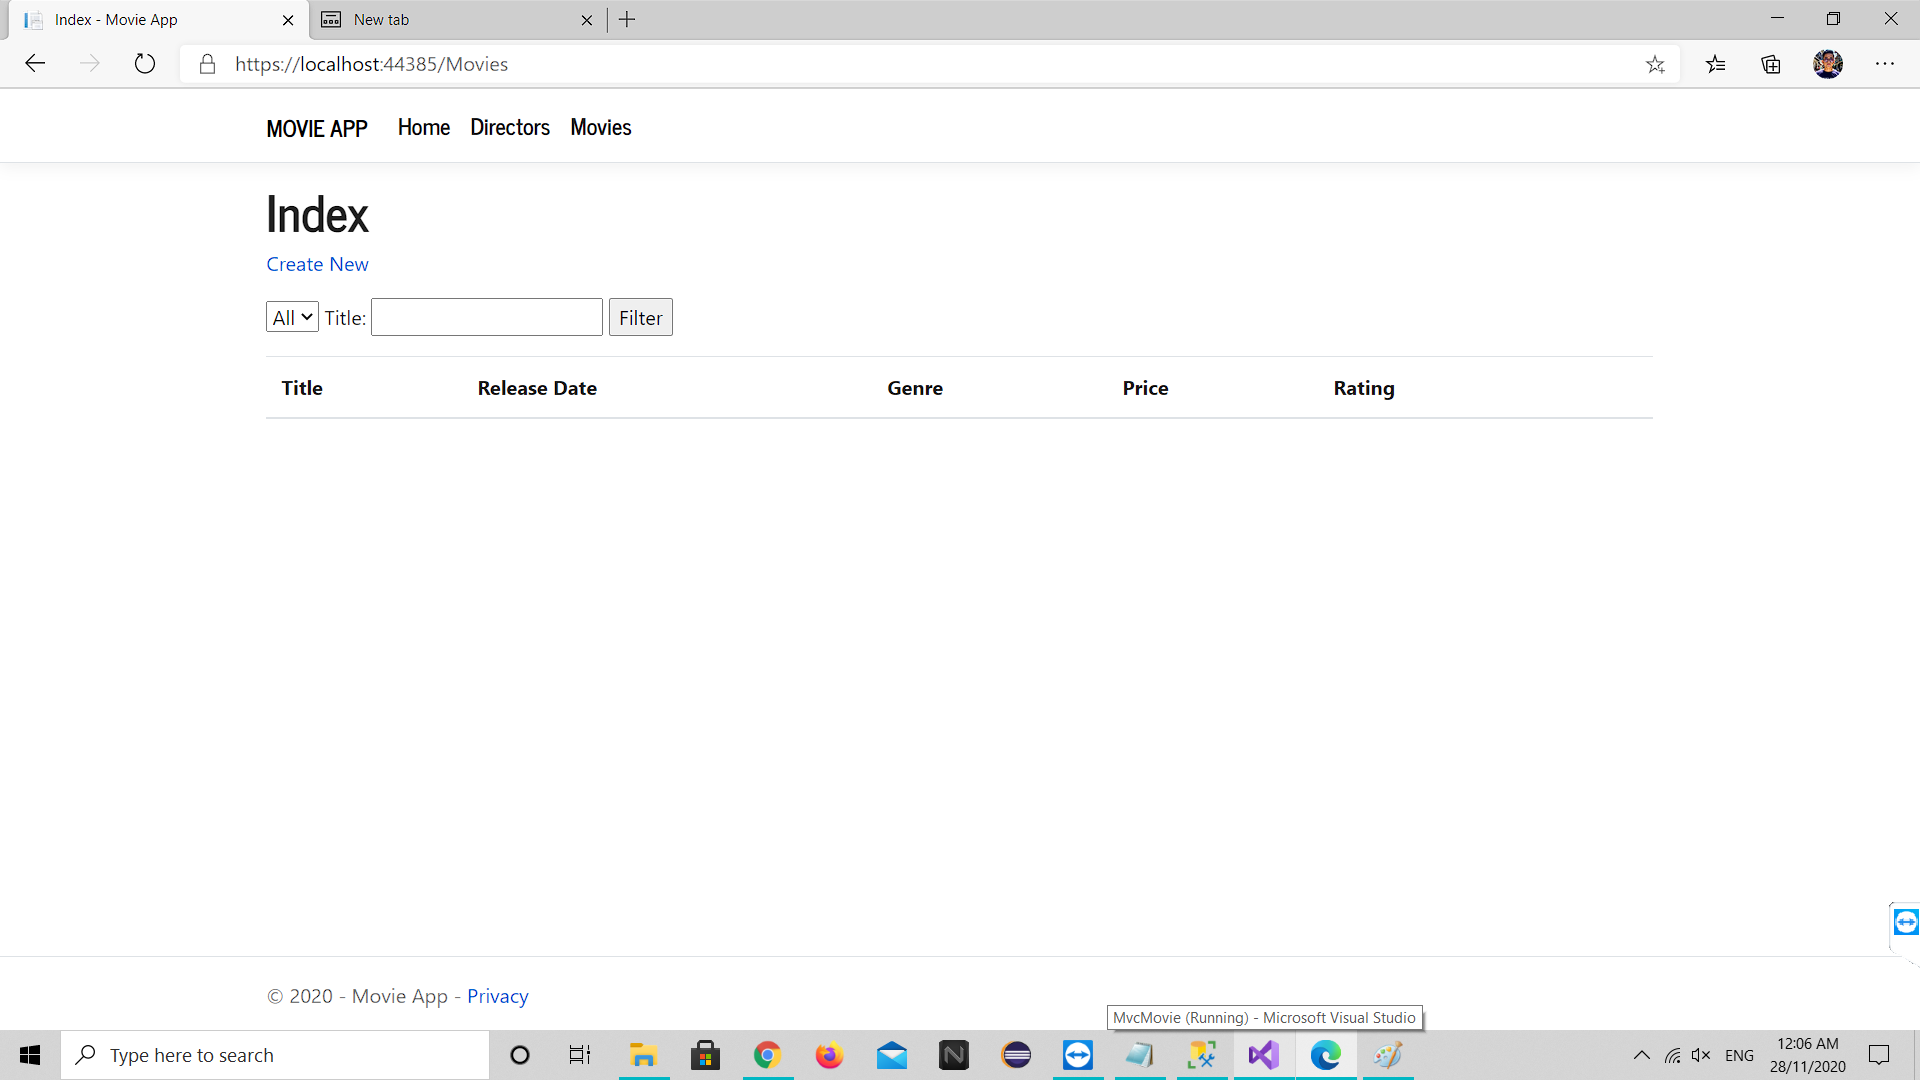 Index - Movie App
New tab
https://localhost:44385/Movies
MOVIE APP Home Directors Movies
Index
Create New
All Title: Filter
Title Release Date Genre Price Rating
© 2020 - Movie App - Privacy
MvcMovie (Running) - Microsoft Visual Studio
Type here to search
N
ENG
12:06 AM
28/11/2020